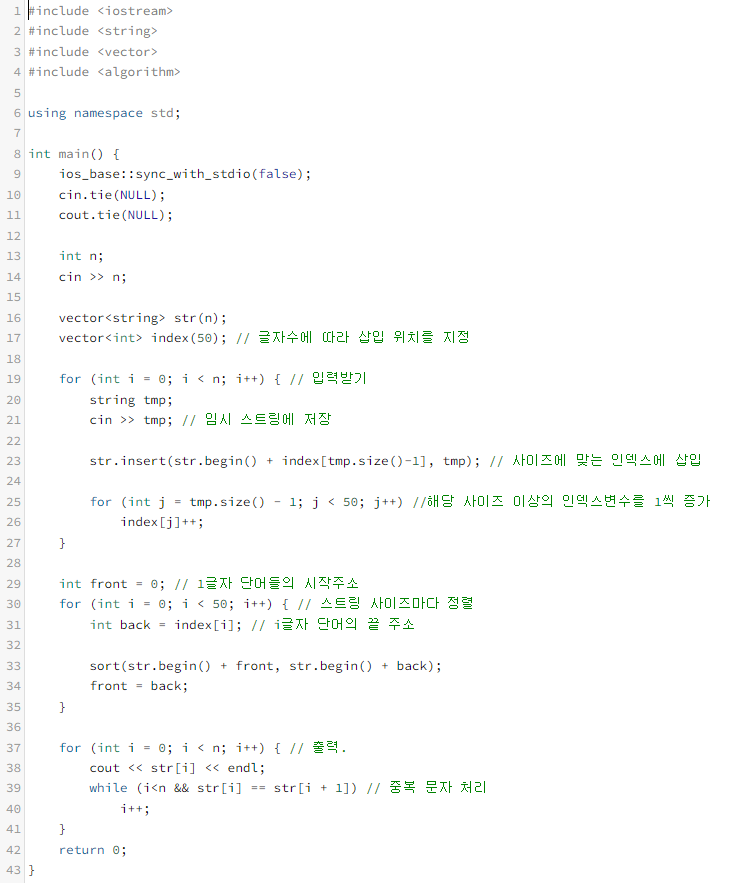 1 #include <iostream>
2 #include <string>
3 #include <vector>
4 #include <algorithm>
5
6 using namespace std;
7
8 int main() {
9     ios_base::sync_with_stdio(false);
10     cin.tie(NULL);
11     cout.tie(NULL);
12
13     int n;
14     cin >> n;
15
16     vector<string> str(n);
17     vector<int> index(50); // 글자수에 따라 삽입 위치를 지정
18
19     for (int i = 0; i < n; i++) { // 입력받기
20         string tmp;
21         cin >> tmp; // 임시 스트링에 저장
22
23         str.insert(str.begin() + index[tmp.size()-1], tmp); // 사이즈에 맞는 인덱스에 삽입
24
25         for (int j = tmp.size() - 1; j < 50; j++) //해당 사이즈 이상의 인덱스변수를 1씩 증가
26             index[j]++;
27     }
28
29     int front = 0; // 1글자 단어들의 시작주소
30     for (int i = 0; i < 50; i++) { // 스트링 사이즈마다 정렬
31         int back = index[i]; // i글자 단어의 끝 주소
32
33         sort(str.begin() + front, str.begin() + back);
34         front = back;
35     }
36
37     for (int i = 0; i < n; i++) { // 출력.
38         cout << str[i] << endl;
39         while (i<n && str[i] == str[i + 1]) // 중복 문자 처리
40             i++;
41     }
42     return 0;
43 }